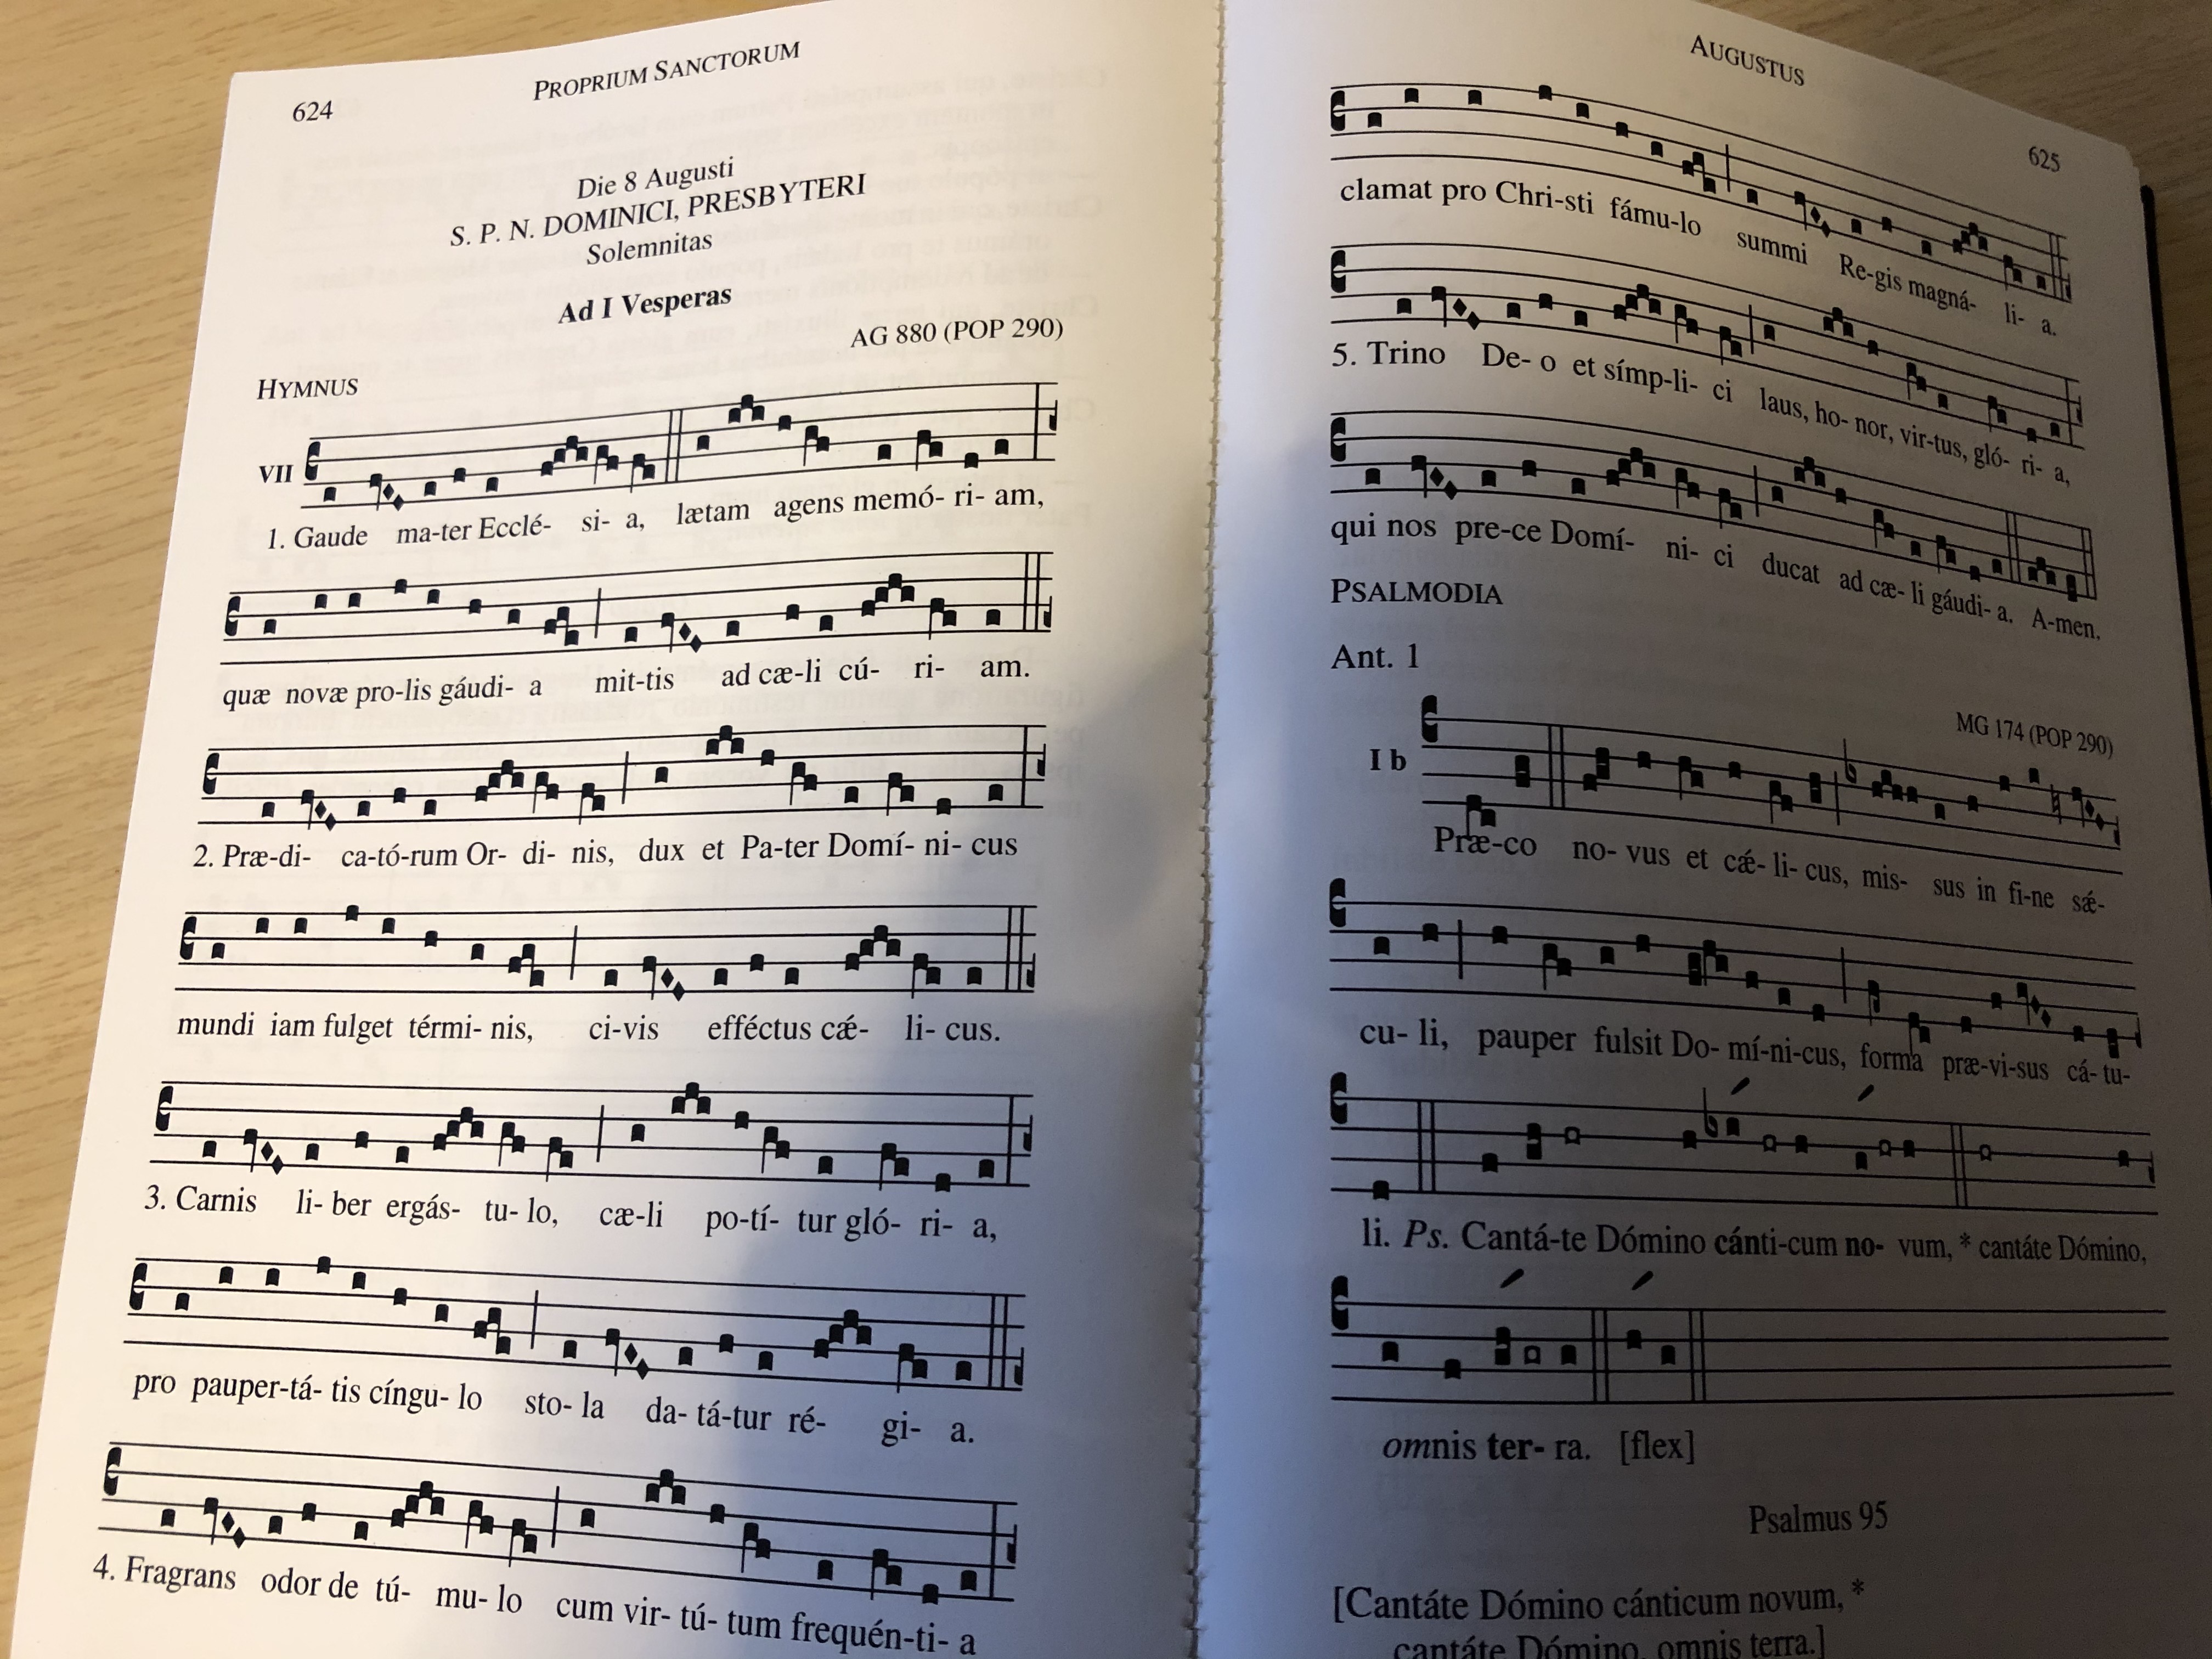 624
PROPRIUM SANCTORUM
Die 8 Augusti
S. P. N. DOMINICI, PRESBYTERI
Solemnitas
Ad I Vesperas
AG 880 (POP 290)
HYMNUS
VII
1. Gaude ma-ter Ecclé- si- a, lætam agens memó- ri- am,
quæ novæ pro-lis gáudi- a mit-tis ad cæ-li cú- ri- am.
2. Præ-di- ca-tó-rum Or- di- nis, dux et Pa-ter Domí- ni- cus
mundi iam fulget térmi- nis, ci-vis efféctus cǽ- li- cus.
3. Carnis li- ber ergás- tu- lo, cæ-li po-tí- tur gló- ri- a,
pro pauper-tá- tis cíngu- lo sto- la da- tá-tur ré- gi- a.
4. Fragrans odor de tú- mu- lo cum vir- tú- tum frequén-ti- a
AUGUSTUS
625
clamat pro Chri-sti fámu-lo summi Re-gis magná- li- a.
5. Trino De- o et símp-li- ci laus, ho- nor, vir-tus, gló- ri- a,
qui nos pre-ce Domí- ni- ci ducat ad cæ- li gáudi- a. A-men.
PSALMODIA
Ant. 1
MG 174 (POP 290)
I b
Præ-co no- vus et cǽ- li- cus, mis- sus in fi-ne sǽ-
cu- li, pauper fulsit Do- mí-ni-cus, forma præ-vi-sus cá- tu-
li. Ps. Cantá-te Dómino cánti-cum no- vum, * cantáte Dómino,
omnis ter- ra. [flex]
Psalmus 95
[Cantáte Dómino cánticum novum, *
cantáte Dómino, omnis terra.]